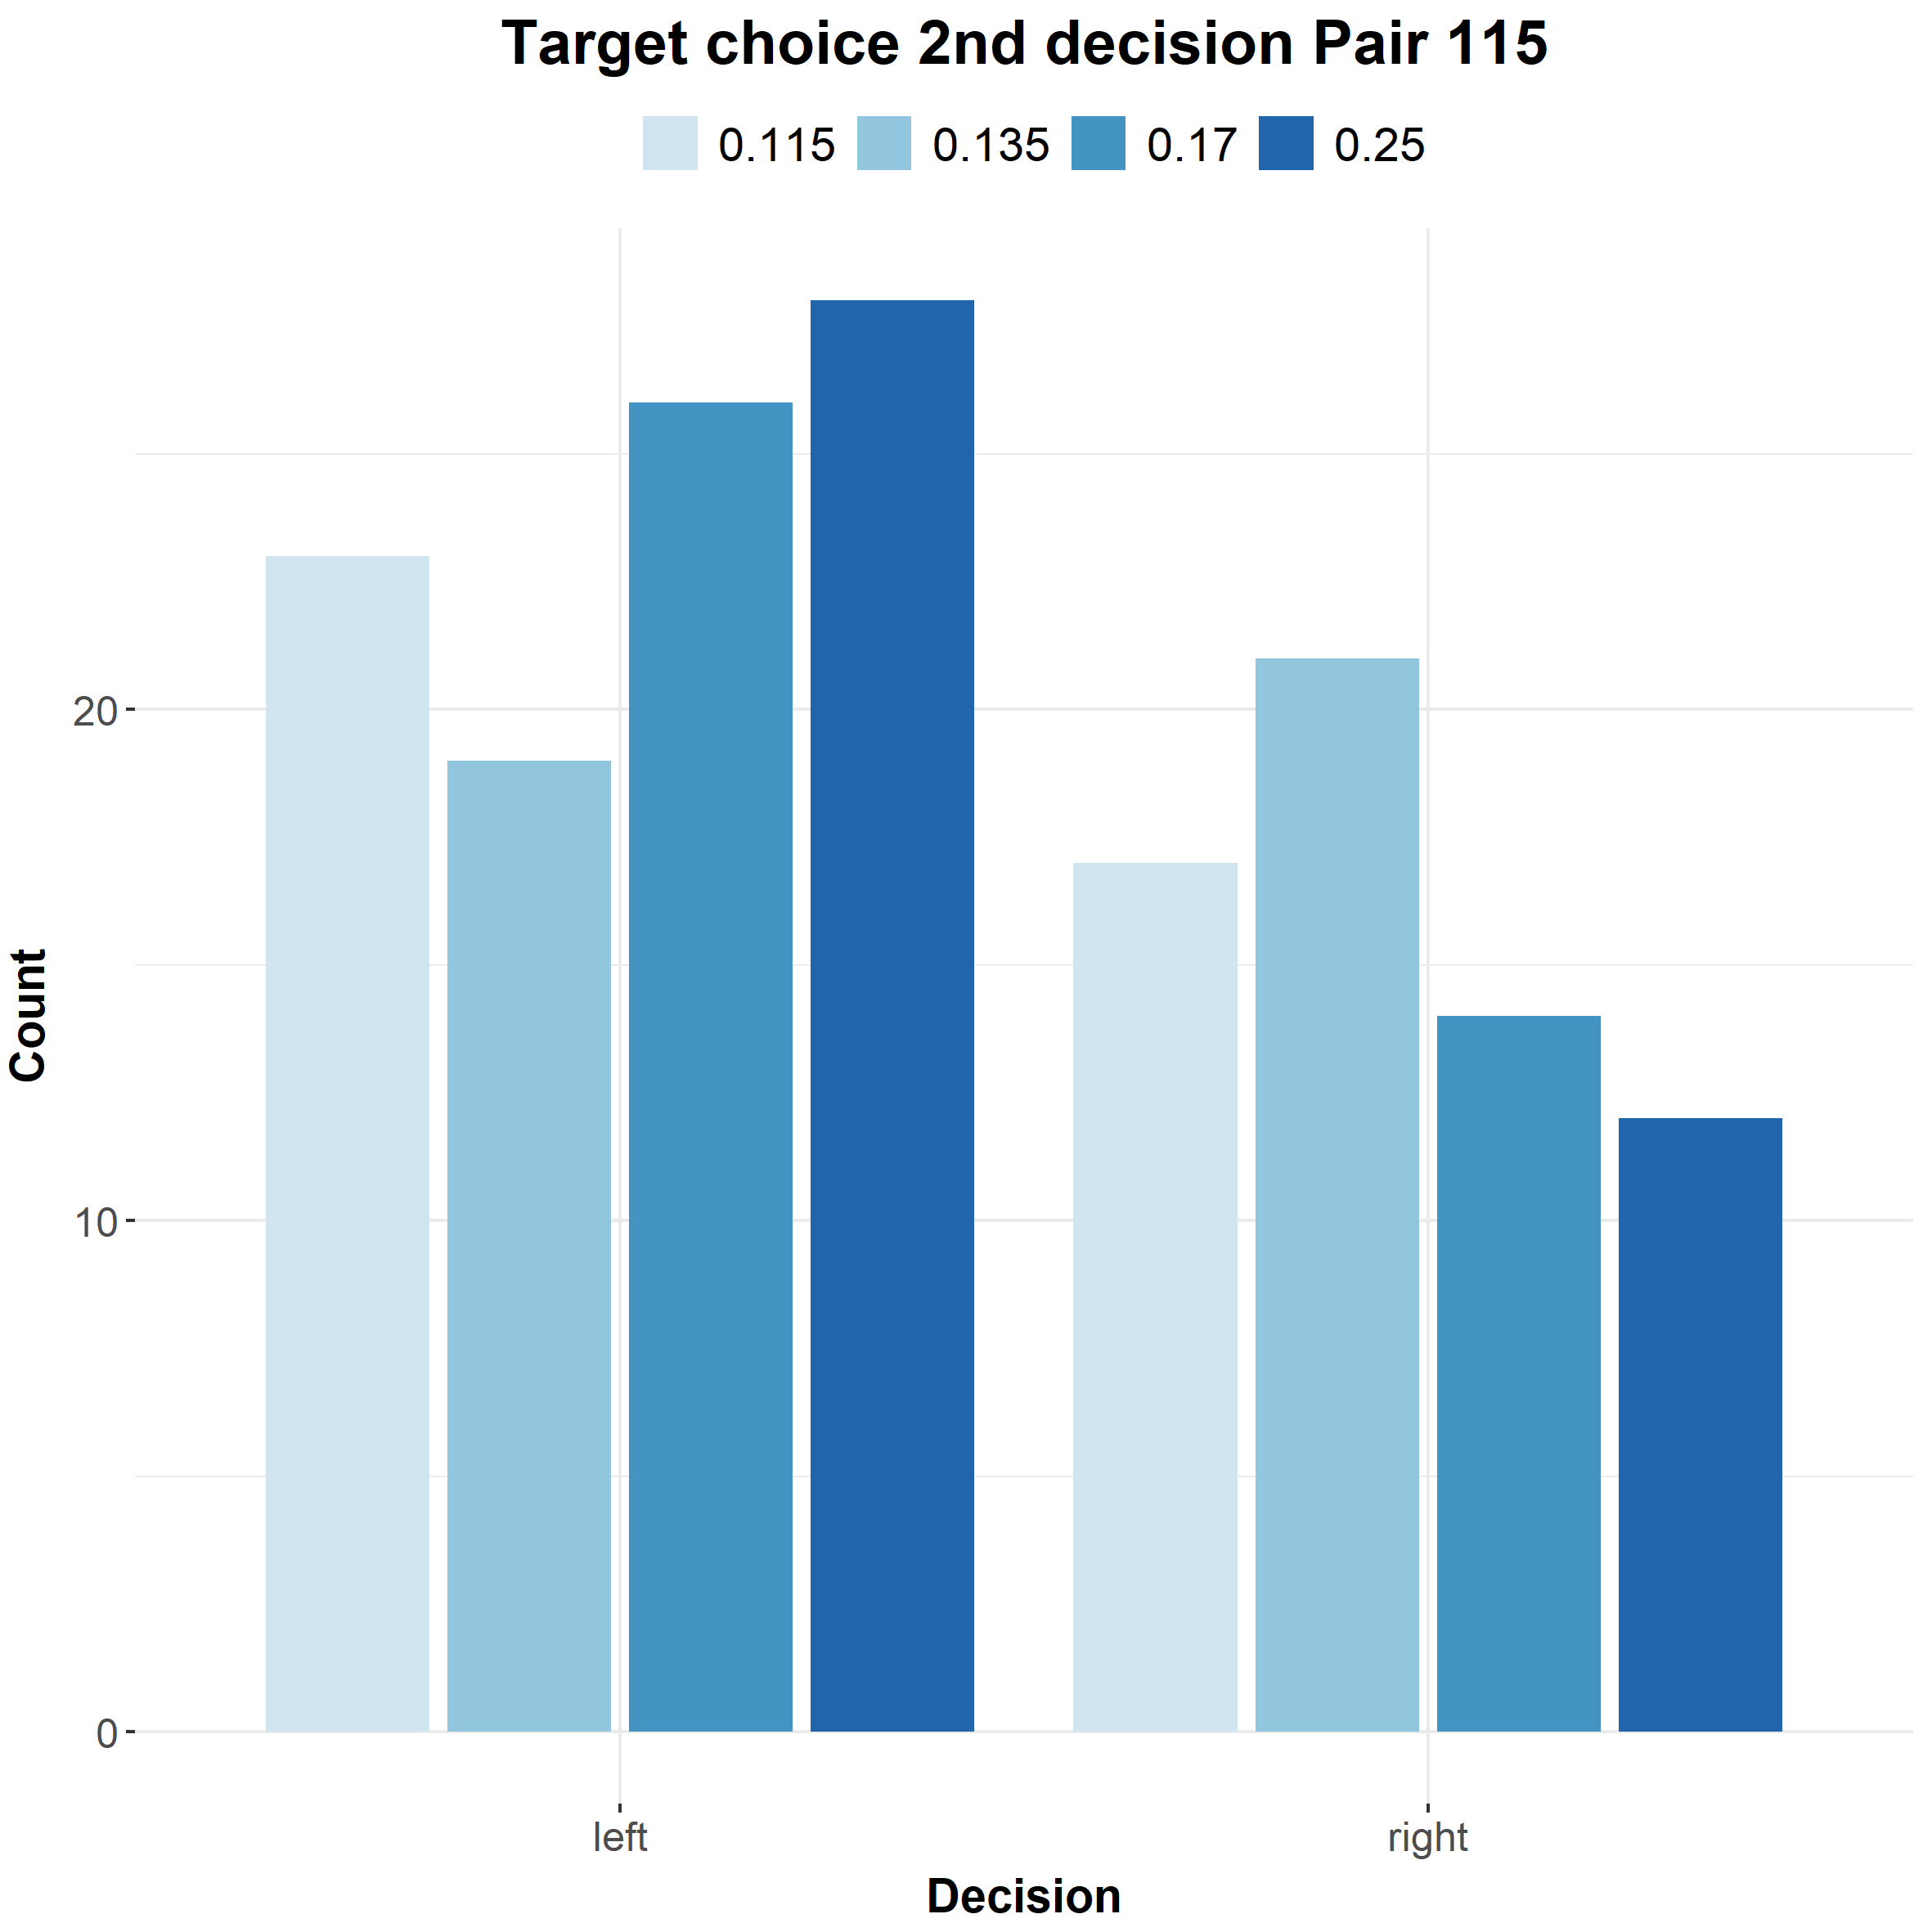 Target choice 2nd decision Pair 115
0.115 0.135 0.17 0.25
20
10
0
Count
left right
Decision